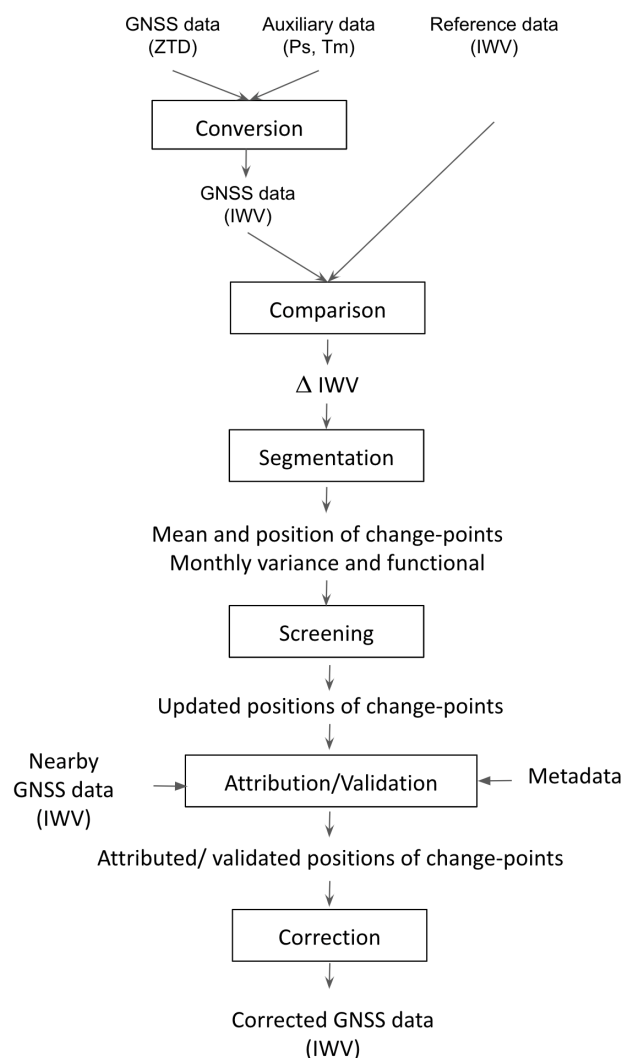 GNSS data
(ZTD)
Auxiliary data
(Ps, Tm)
Reference data
(IWV)
Conversion
GNSS data
(IWV)
Comparison
Δ IWV
Segmentation
Mean and position of change-points
Monthly variance and functional
Screening
Updated positions of change-points
Nearby
GNSS data
(IWV)
Attribution/Validation
Metadata
Attributed/ validated positions of change-points
Correction
Corrected GNSS data
(IWV)